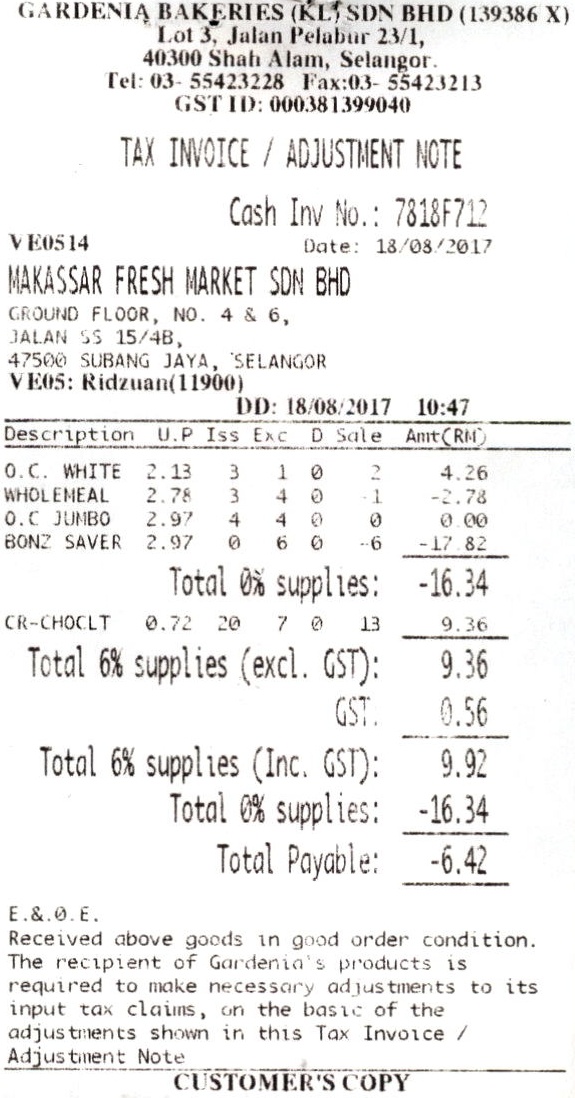 GARDENIA BAKERIES (KL) SDN BHD (139386 X)
Lot 3, Jalan Pelabur 23/1,
40300 Shah Alam, Selangor.
Tel: 03- 55423228 Fax:03- 55423213
GST ID: 000381399040
TAX INVOICE / ADJUSTMENT NOTE
Cash Inv No.: 7818F712
VE0514 Date: 18/08/2017
MAKASSAR FRESH MARKET SDN BHD
GROUND FLOOR, NO. 4 & 6,
JALAN SS 15/4B,
47500 SUBANG JAYA, SELANGOR
VE05: Ridzuan(11900)
DD: 18/08/2017 10:47
Description U.P Iss Exc D Sale Amt(RM)
O.C. WHITE 2.13 3 1 0 2 4.26
WHOLEMEAL 2.78 3 4 0 -1 -2.78
O.C JUMBO 2.97 4 4 0 0 0.00
BONZ SAVER 2.97 0 6 0 -6 -17.82
Total 0% supplies: -16.34
CR-CHOCLT 0.72 20 7 0 13 9.36
Total 6% supplies (excl. GST): 9.36
GST. 0.56
Total 6% supplies (Inc. GST): 9.92
Total 0% supplies: -16.34
Total Payable: -6.42
E.&.O.E.
Received above goods in good order condition.
The recipient of Gardenia's products is
required to make necessary adjustments to its
input tax claims, on the basic of the
adjustments shown in this Tax Invoice /
Adjustment Note
CUSTOMER'S COPY